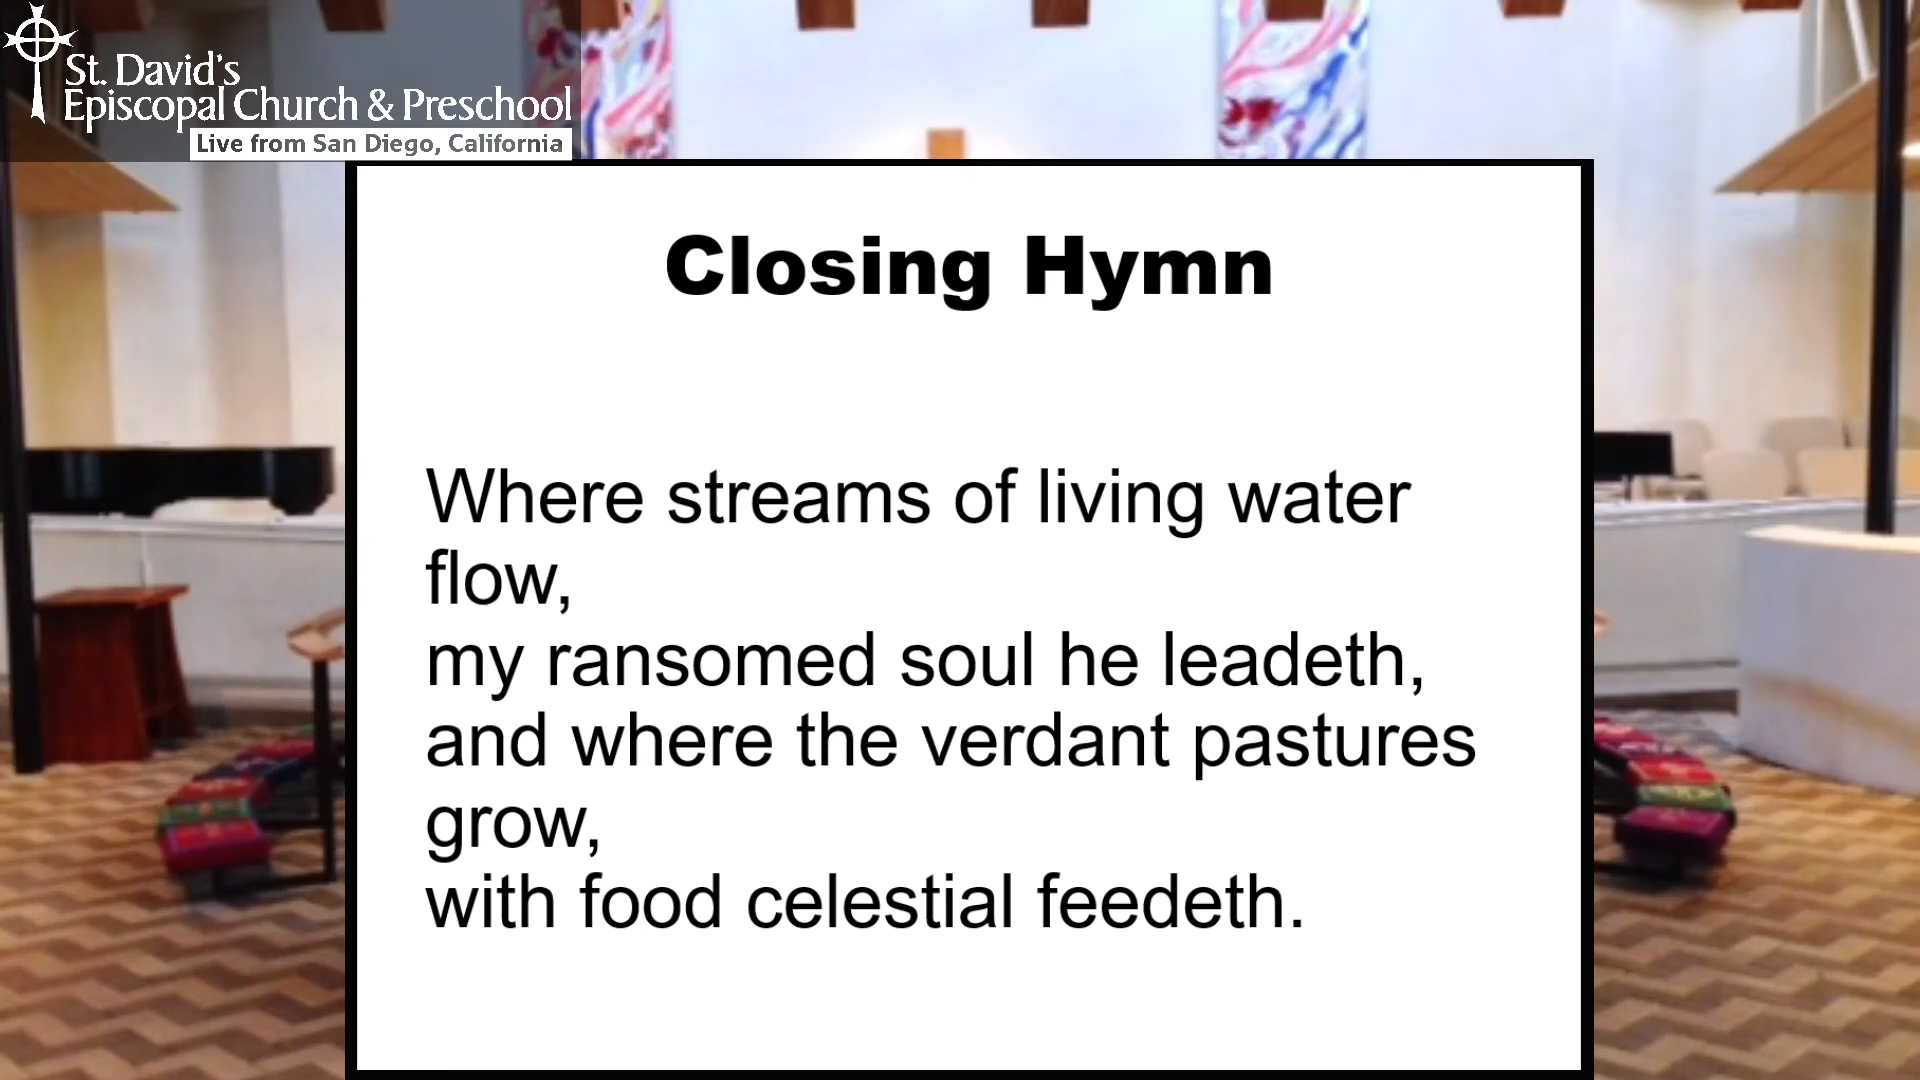 St. David's
Episcopal Church & Preschool
Live from San Diego, California
Closing Hymn
Where streams of living water
flow,
my ransomed soul he leadeth,
and where the verdant pastures
grow,
with food celestial feedeth.